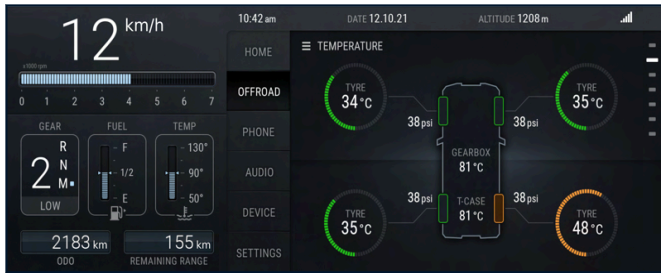 12 km/h
x1000 rpm
0 1 2 3 4 5 6 7
GEAR FUEL TEMP
R
N
M
2
LOW
F
1/2
E
130°
90°
50°
2183 km
ODO
155 km
REMAINING RANGE
10:42 am
DATE 12.10.21
ALTITUDE 1208 m
HOME
OFFROAD
PHONE
AUDIO
DEVICE
SETTINGS
TEMPERATURE
TYRE
34 °C
38 psi
38 psi
TYRE
35 °C
GEARBOX
81 °C
T-CASE
81 °C
TYRE
35 °C
38 psi
38 psi
TYRE
48 °C